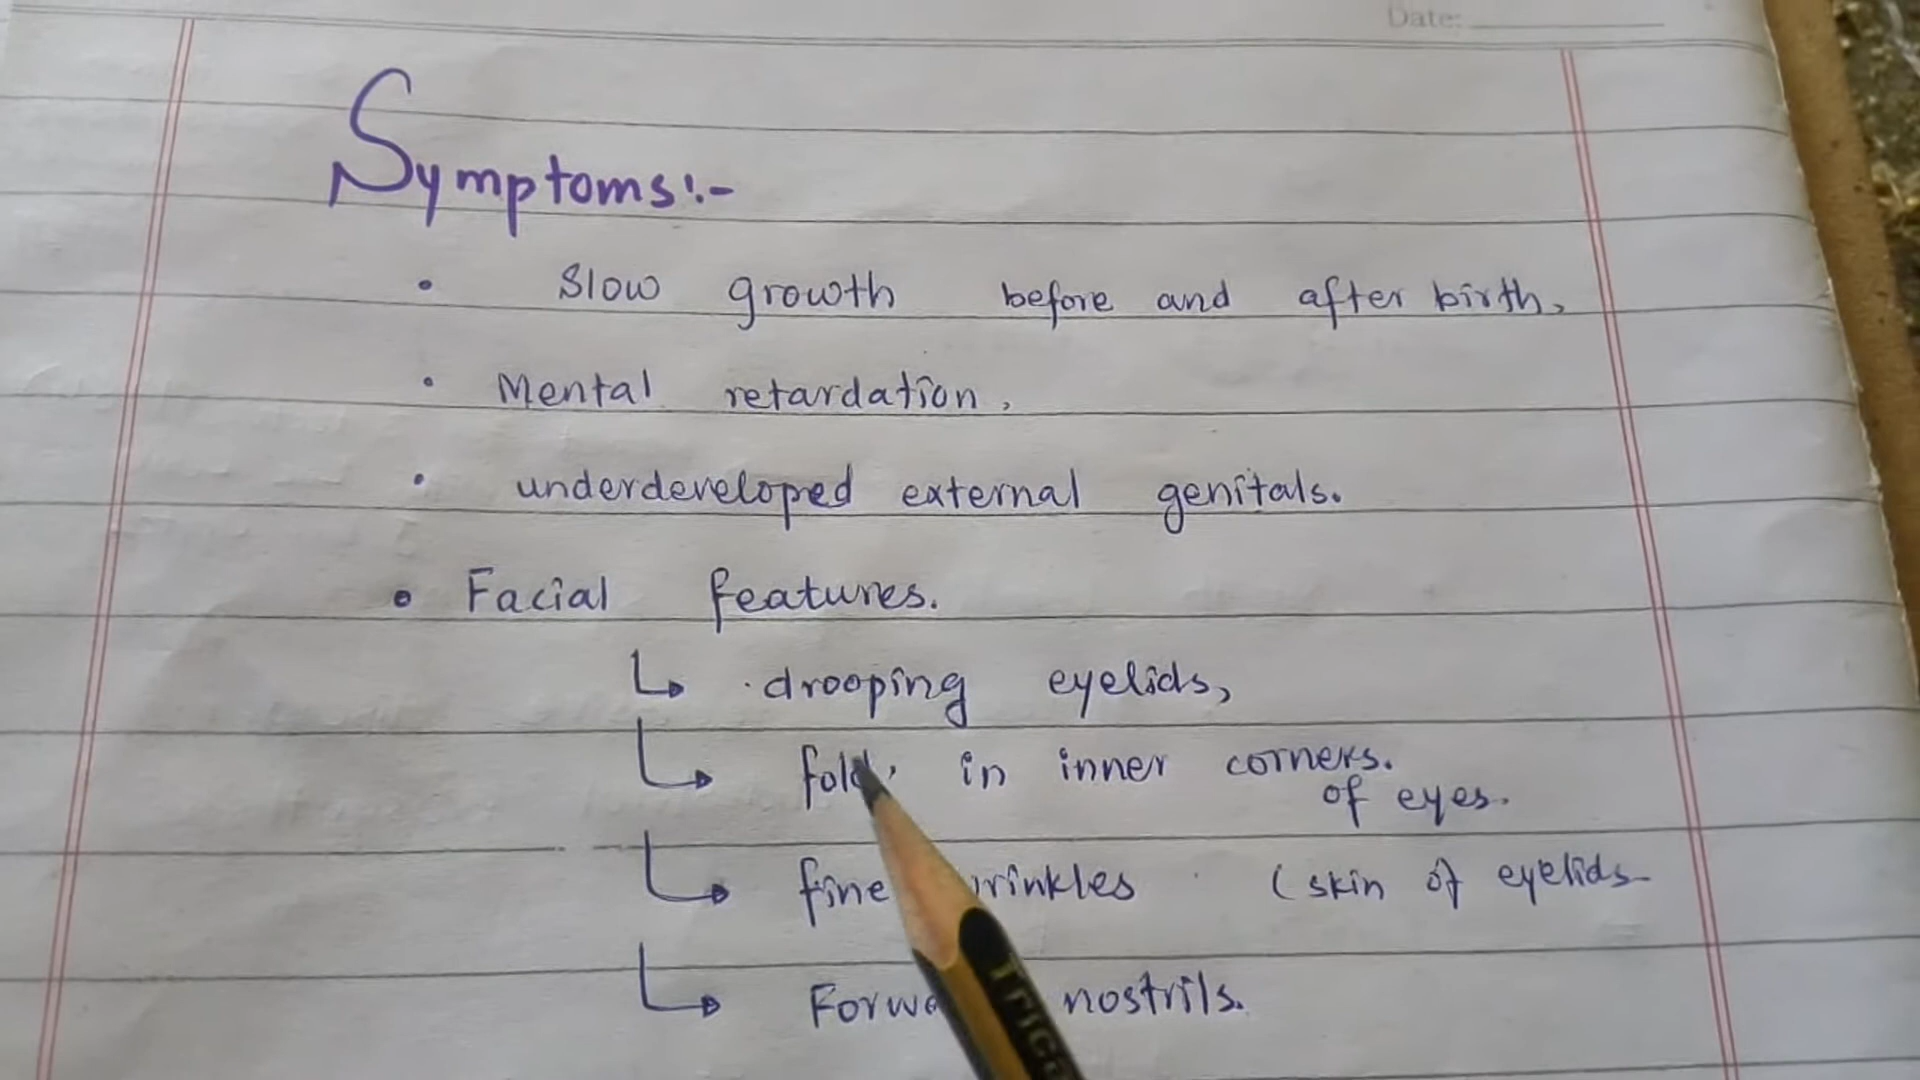 Date:
Symptoms:-
• Slow growth before and after birth,
• Mental retardation,
• underdeveloped external genitals.
• Facial features.
↳ drooping eyelids,
↳ in inner corners.
of eyes.
↳ fine (skin of eyelids-
↳ nostrils.